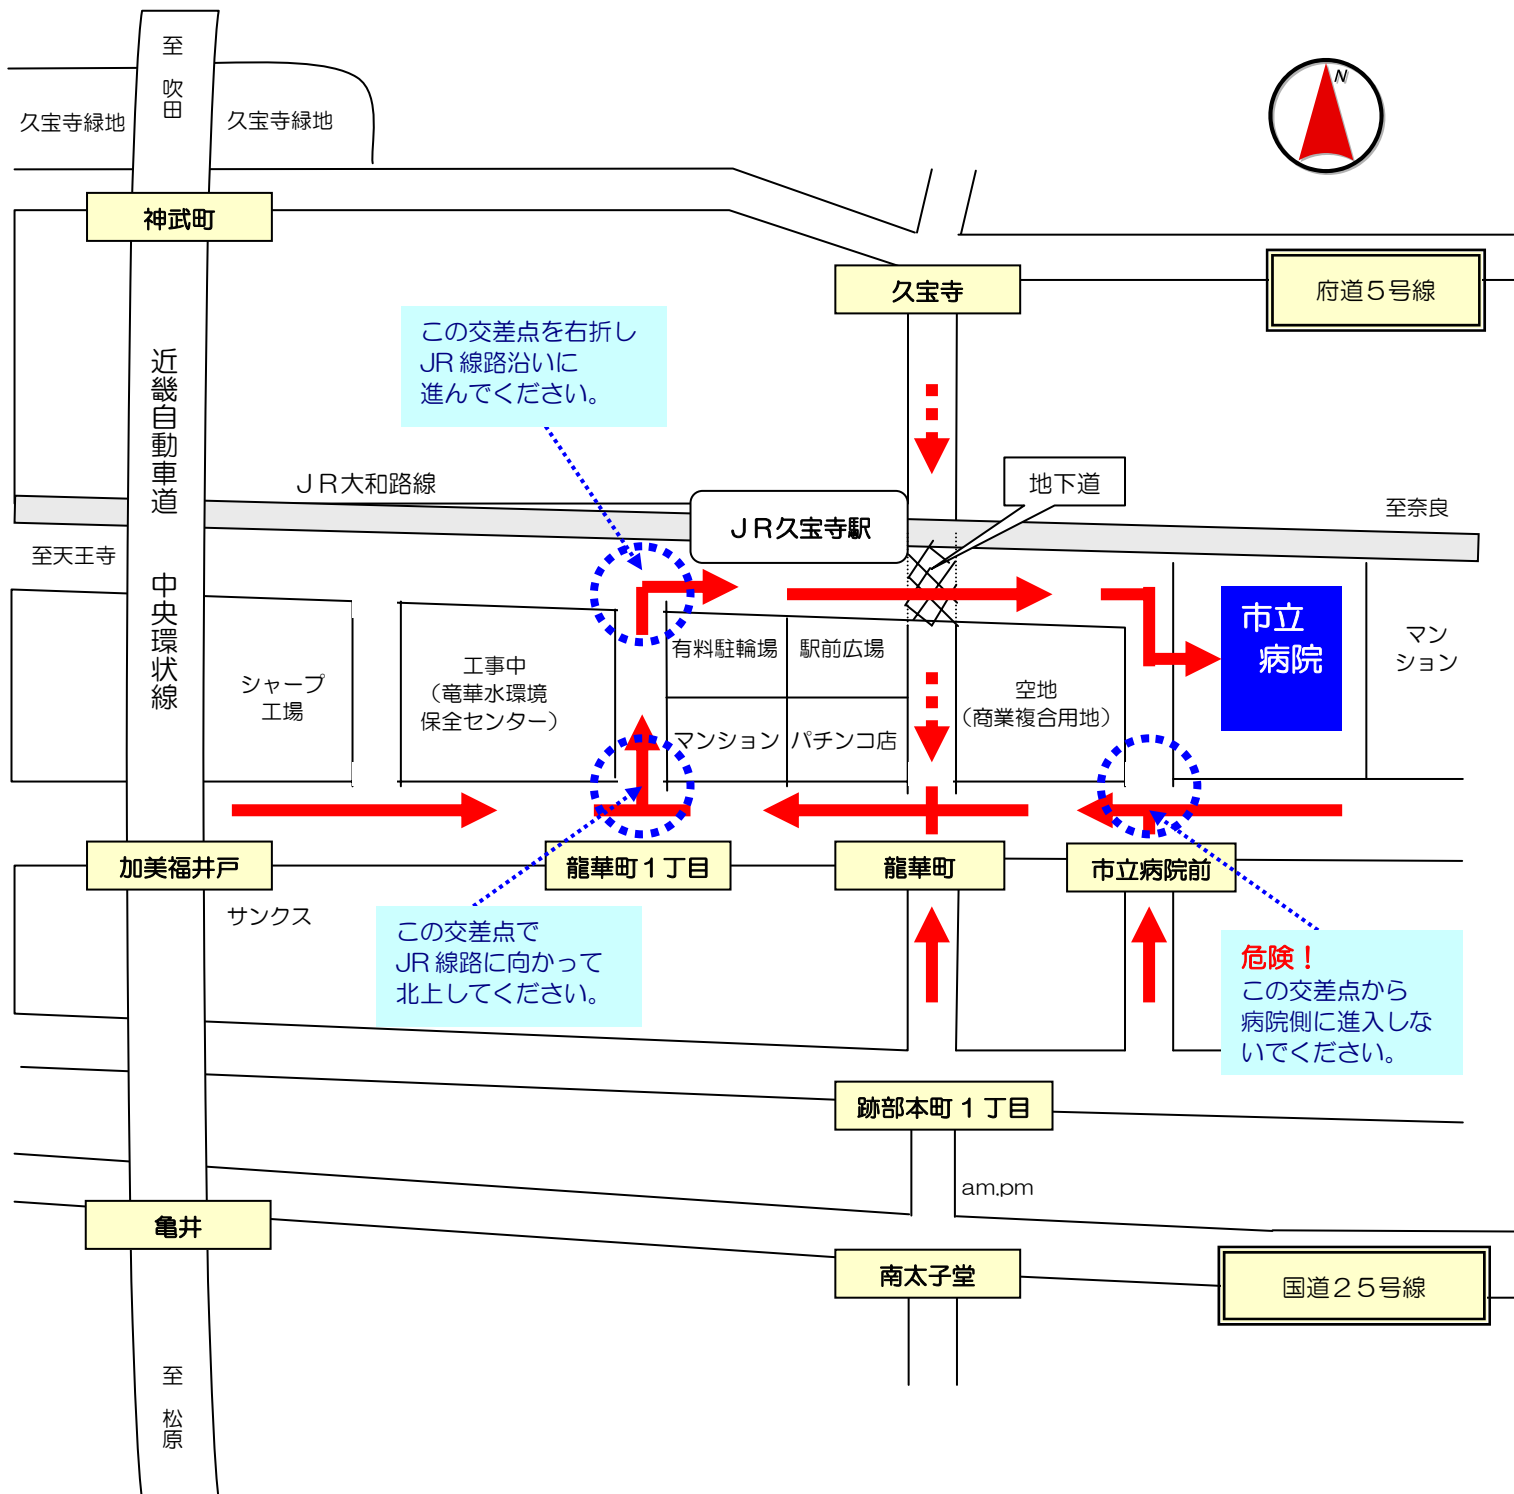 至 吹田
久宝寺緑地
久宝寺緑地
N
神武町
久宝寺
府道5号線
この交差点を右折し
JR 線路沿いに
進んでください。
近畿自動車道 中央環状線
JR大和路線
JR久宝寺駅
地下道
至奈良
至天王寺
市立
病院
マン
ション
シャープ
工場
工事中
(竜華水環境
保全センター)
有料駐輪場
駅前広場
マンション
パチンコ店
空地
(商業複合用地)
加美福井戸
龍華町1丁目
龍華町
市立病院前
サンクス
この交差点で
JR 線路に向かって
北上してください。
危険!
この交差点から
病院側に進入しな
いでください。
跡部本町 1 丁目
am.pm
亀井
南太子堂
国道25号線
至 松原